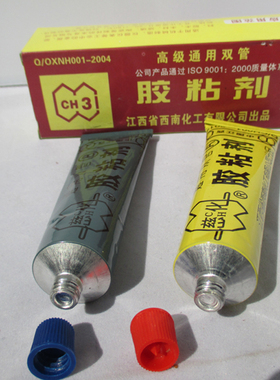 Q/OXNH001-2004
高级通用双管
公司产品通过ISO 9001:2000质量体
CH3
胶粘剂
江西省西南化工有限公司出品
胶粘剂
胶粘剂